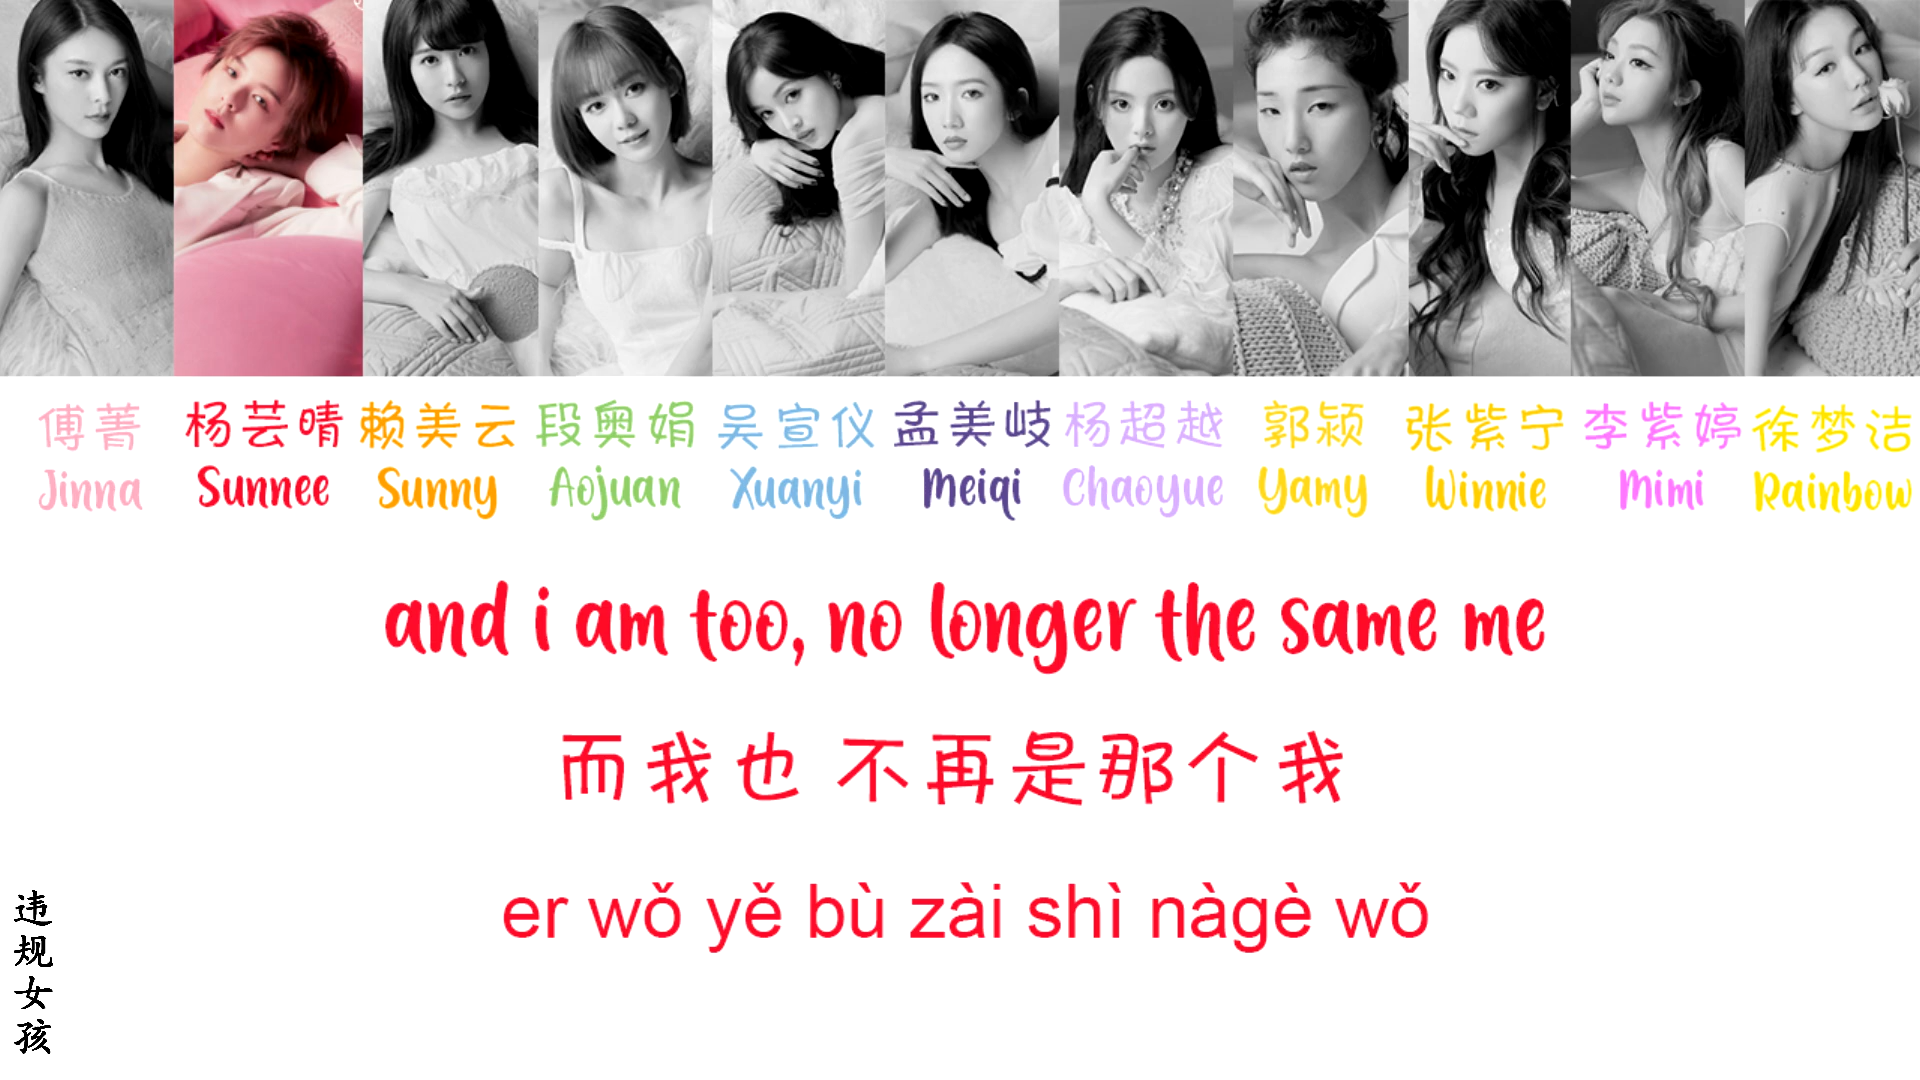 傅菁 杨芸晴 赖美云 段奥娟 吴宣仪 孟美岐 杨超越 郭颍 张紫宁 李紫婷 徐梦洁
Jinna Sunnee Sunny Aojuan Xuanyi Meiqi Chaoyue Yamy Winnie Mimi Rainbow
and i am too, no longer the same me
而我也 不再是那个我
er wǒ yě bù zài shì nàgè wǒ
违规女孩